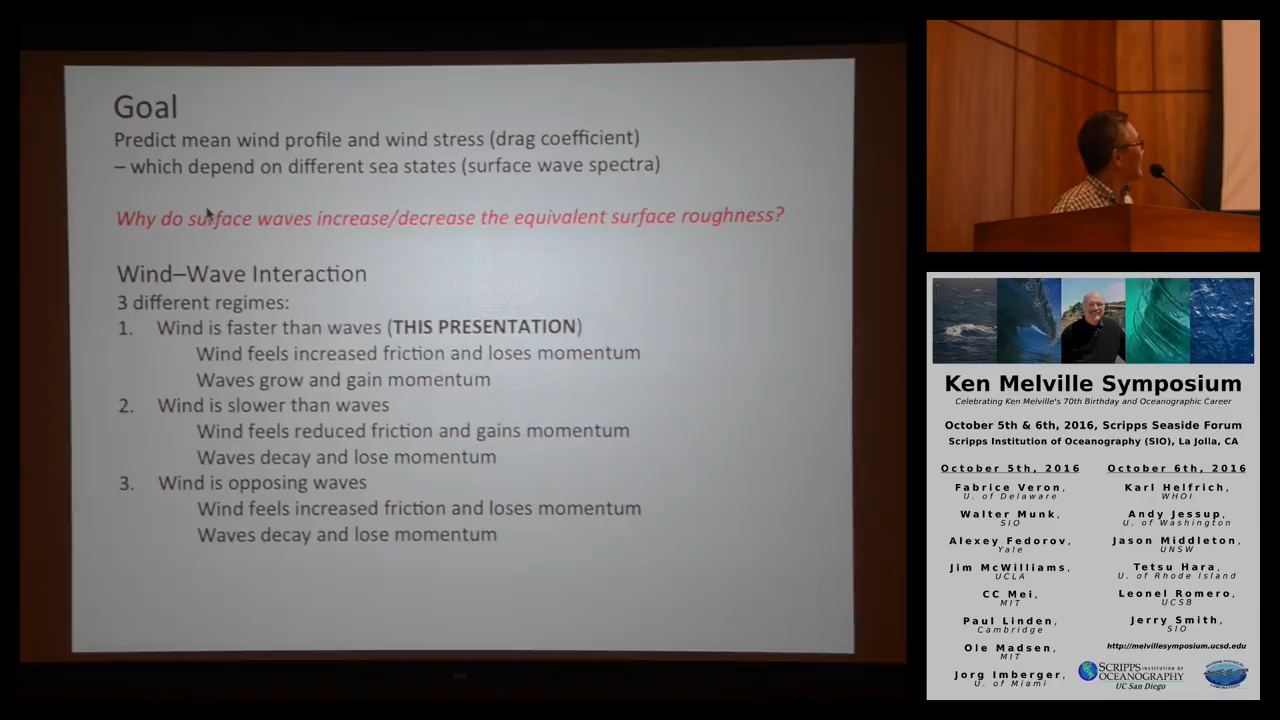 Goal
Predict mean wind profile and wind stress (drag coefficient)
– which depend on different sea states (surface wave spectra)
Why do surface waves increase/decrease the equivalent surface roughness?
Wind–Wave Interaction
3 different regimes:
1. Wind is faster than waves (THIS PRESENTATION)
Wind feels increased friction and loses momentum
Waves grow and gain momentum
2. Wind is slower than waves
Wind feels reduced friction and gains momentum
Waves decay and lose momentum
3. Wind is opposing waves
Wind feels increased friction and loses momentum
Waves decay and lose momentum
Ken Melville Symposium
Celebrating Ken Melville's 70th Birthday and Oceanographic Career
October 5th & 6th, 2016, Scripps Seaside Forum
Scripps Institution of Oceanography (SIO), La Jolla, CA
October 5th, 2016
Fabrice Veron,
U. of Delaware
Walter Munk,
SIO
Alexey Fedorov,
Yale
Jim McWilliams,
UCLA
CC Mei,
MIT
Paul Linden,
Cambridge
Ole Madsen,
MIT
Jorg Imberger,
U. of Miami
October 6th, 2016
Karl Helfrich,
WHOI
Andy Jessup,
U. of Washington
Jason Middleton,
UNSW
Tetsu Hara,
U. of Rhode Island
Leonel Romero,
UCSB
Jerry Smith,
SIO
http://melvillesymposium.ucsd.edu
SCRIPPS INSTITUTION OF
OCEANOGRAPHY
UC San Diego